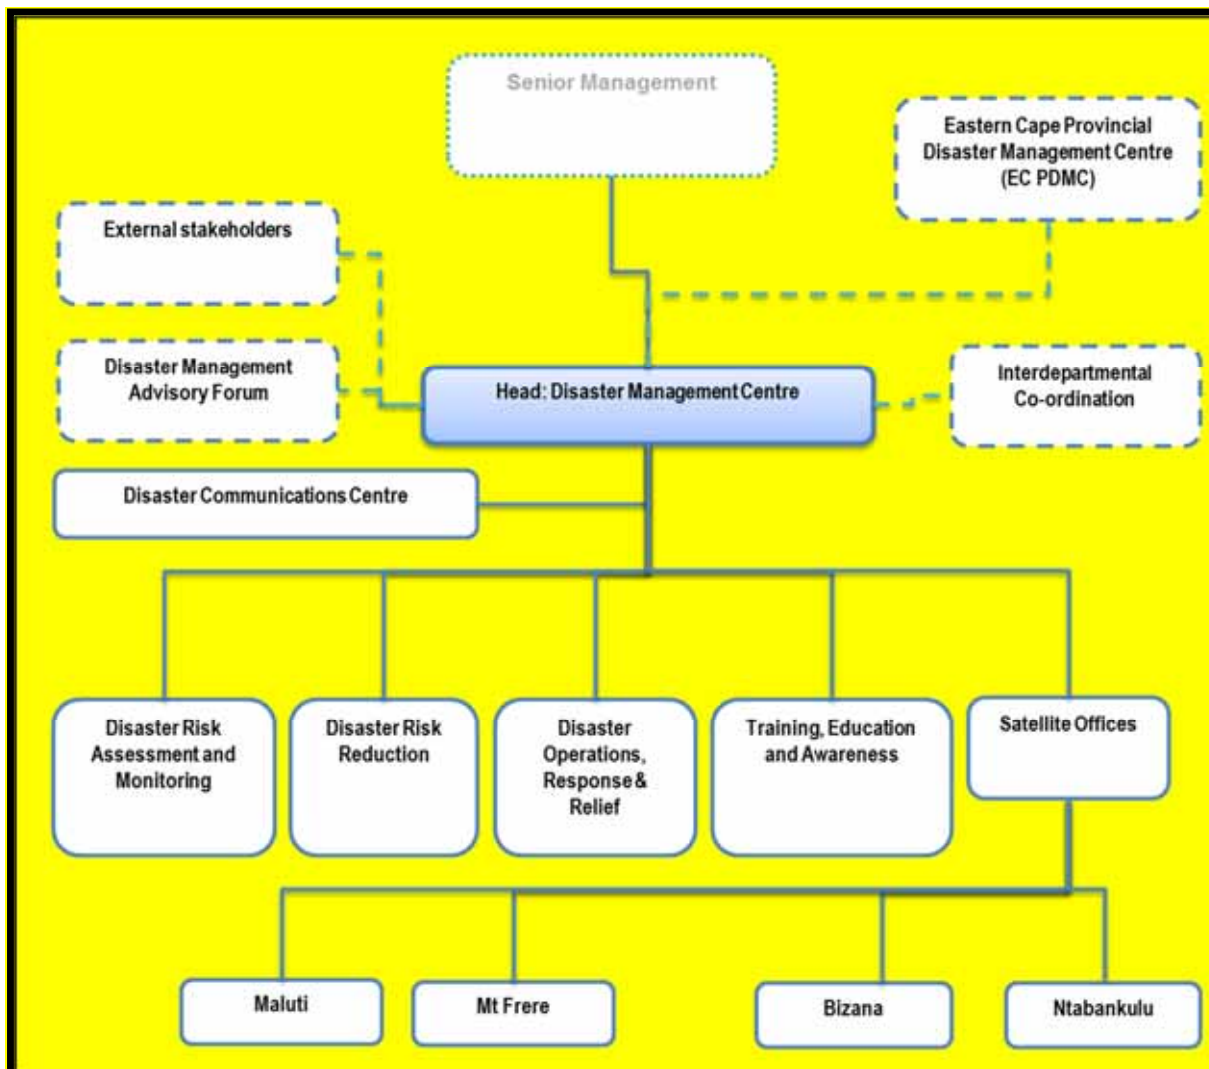 Senior Management
Eastern Cape Provincial
Disaster Management Centre
(EC PDMC)
External stakeholders
Disaster Management
Advisory Forum
Head: Disaster Management Centre
Interdepartmental
Co-ordination
Disaster Communications Centre
Disaster Risk
Assessment and
Monitoring
Disaster Risk
Reduction
Disaster
Operations,
Response &
Relief
Training, Education
and Awareness
Satellite Offices
Maluti
Mt Frere
Bizana
Ntabankulu